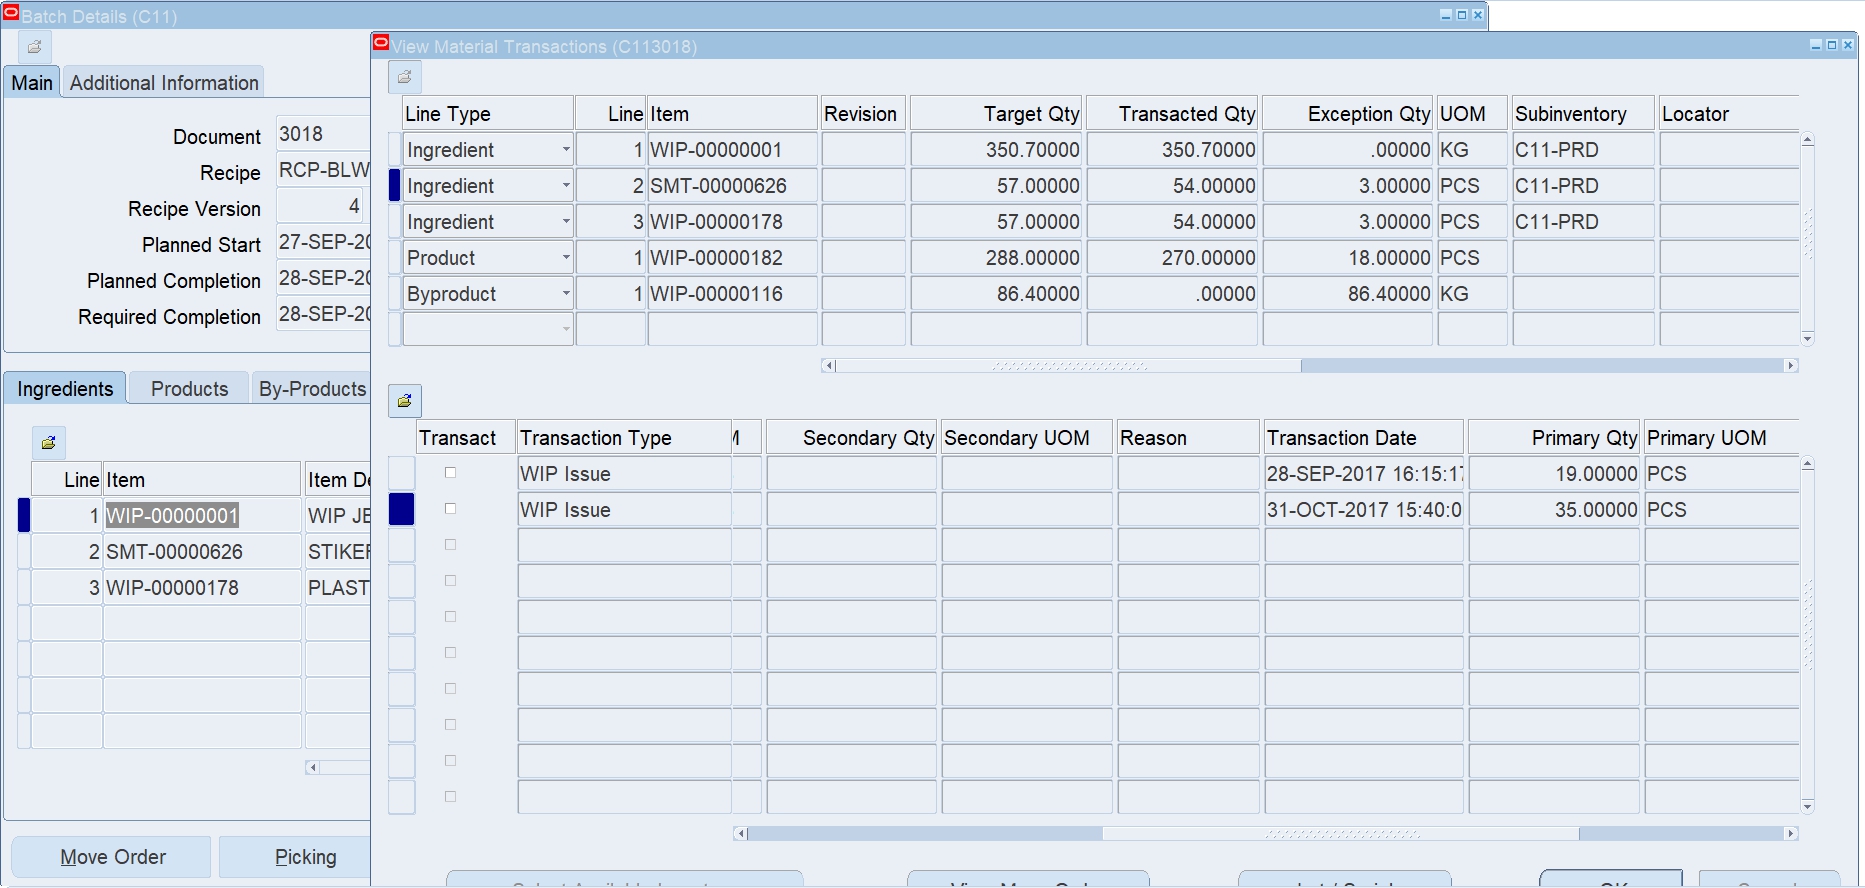 Batch Details (C11)
View Material Transactions (C113018)
Main
Additional Information
Document 3018
Recipe RCP-BLW
Recipe Version 4
Planned Start 27-SEP-20
Planned Completion 28-SEP-20
Required Completion 28-SEP-20
Ingredients Products By-Products
Line Item Item De
1 WIP-00000001 WIP JE
2 SMT-00000626 STIKER
3 WIP-00000178 PLAST
Move Order Picking
Line Type Line Item Revision Target Qty Transacted Qty Exception Qty UOM Subinventory Locator
Ingredient 1 WIP-00000001 350.70000 350.70000 .00000 KG C11-PRD
Ingredient 2 SMT-00000626 57.00000 54.00000 3.00000 PCS C11-PRD
Ingredient 3 WIP-00000178 57.00000 54.00000 3.00000 PCS C11-PRD
Product 1 WIP-00000182 288.00000 270.00000 18.00000 PCS
Byproduct 1 WIP-00000116 86.40000 .00000 86.40000 KG
Transact Transaction Type Secondary Qty Secondary UOM Reason Transaction Date Primary Qty Primary UOM
WIP Issue 28-SEP-2017 16:15:17 19.00000 PCS
WIP Issue 31-OCT-2017 15:40:0 35.00000 PCS